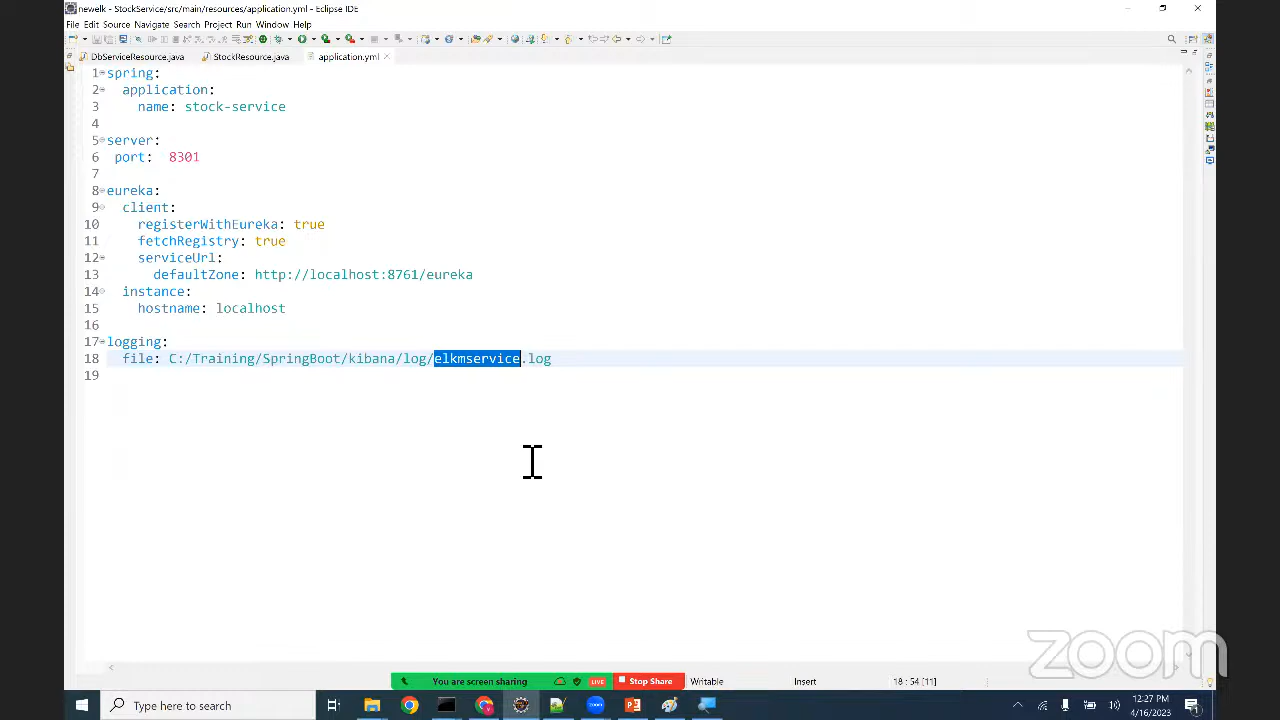 newelk - StockService/src/main/resources/application.yml - Eclipse IDE
File Edit Source Navigate Search Project Run Window Help
DbServiceResource.java StockResource.java application.yml
1 spring:
2 application:
3 name: stock-service
4
5 server:
6 port: 8301
7
8 eureka:
9 client:
10 registerWithEureka: true
11 fetchRegistry: true
12 serviceUrl:
13 defaultZone: http://localhost:8761/eureka
14 instance:
15 hostname: localhost
16
17 logging:
18 file: C:/Training/SpringBoot/kibana/log/elkmservice.log
19
zoom
You are screen sharing LIVE Stop Share Writable Insert 18:54 [11]
Type here to search
12:27 PM
4/16/2023